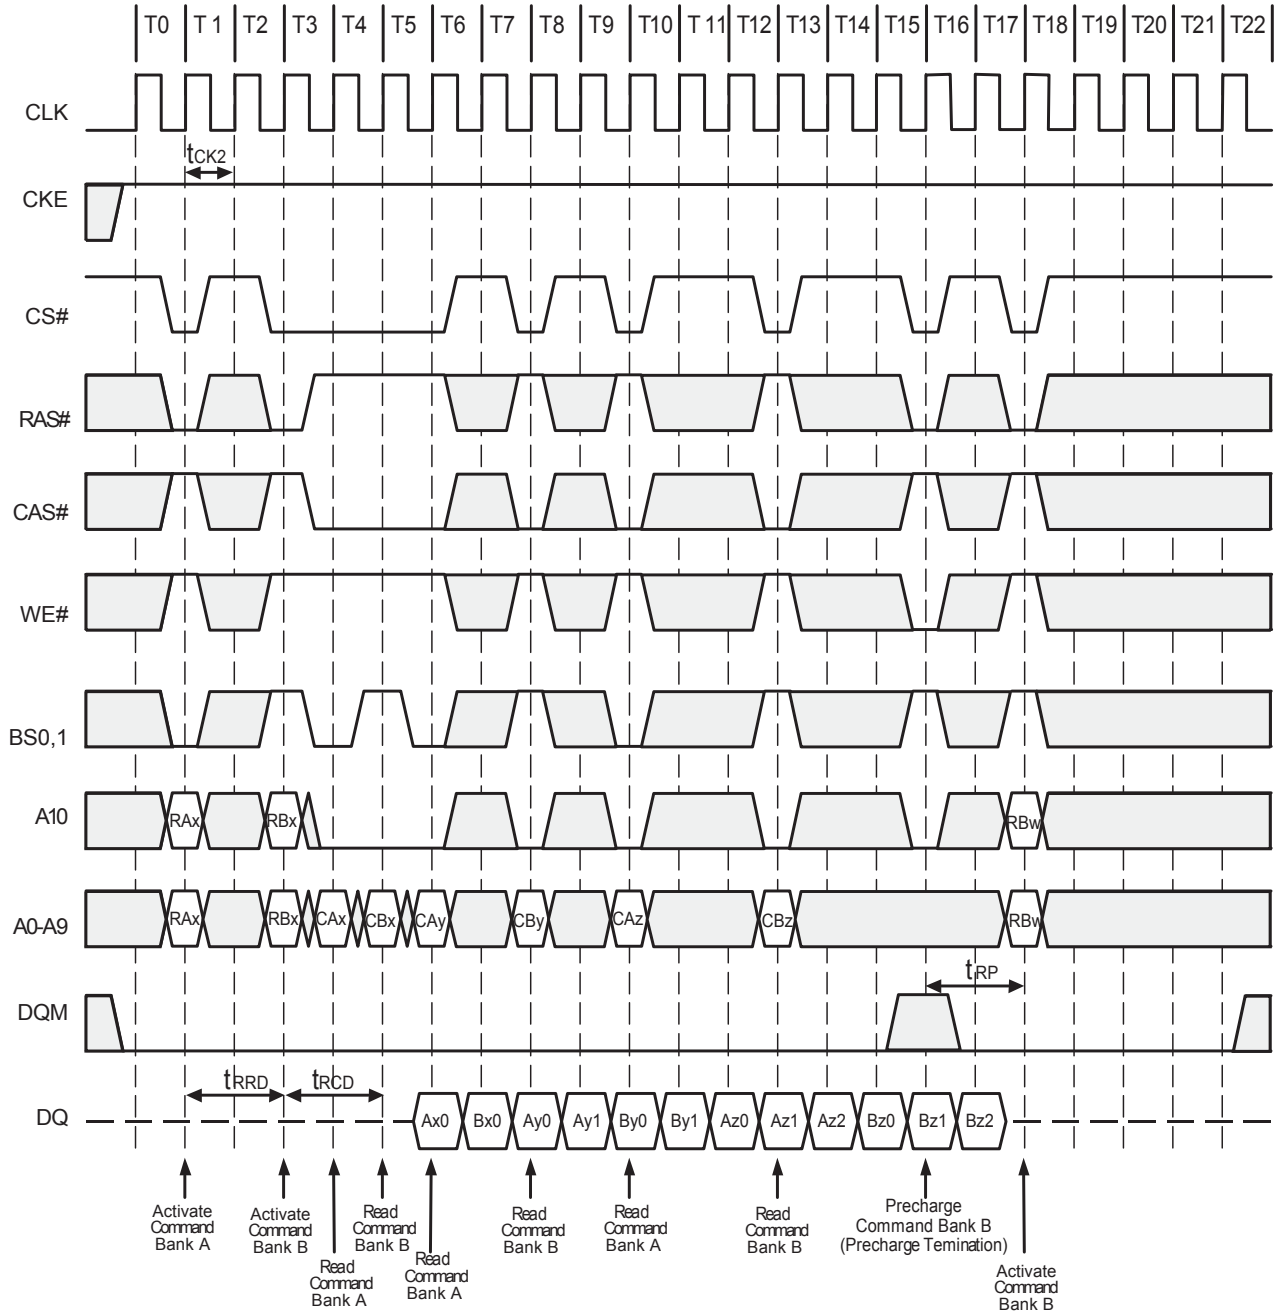 T0 T 1 T2 T3 T4 T5 T6 T7 T8 T9 T10 T 11 T12 T13 T14 T15 T16 T17 T18 T19 T20 T21 T22
CLK
tCK2
CKE
CS#
RAS#
CAS#
WE#
BS0,1
A10
RAx RBx RBw
A0-A9
RAx RBx CAx CBx CAy CBy CAz CBz RBw
tRP
DQM
tRRD tRCD
DQ
Ax0 Bx0 Ay0 Ay1 By0 By1 Az0 Az1 Az2 Bz0 Bz1 Bz2
Activate
Command
Bank A
Activate
Command
Bank B
Read
Command
Bank A
Read
Command
Bank B
Read
Command
Bank A
Read
Command
Bank B
Read
Command
Bank A
Read
Command
Bank B
Precharge
Command Bank B
(Precharge Temination)
Activate
Command
Bank B